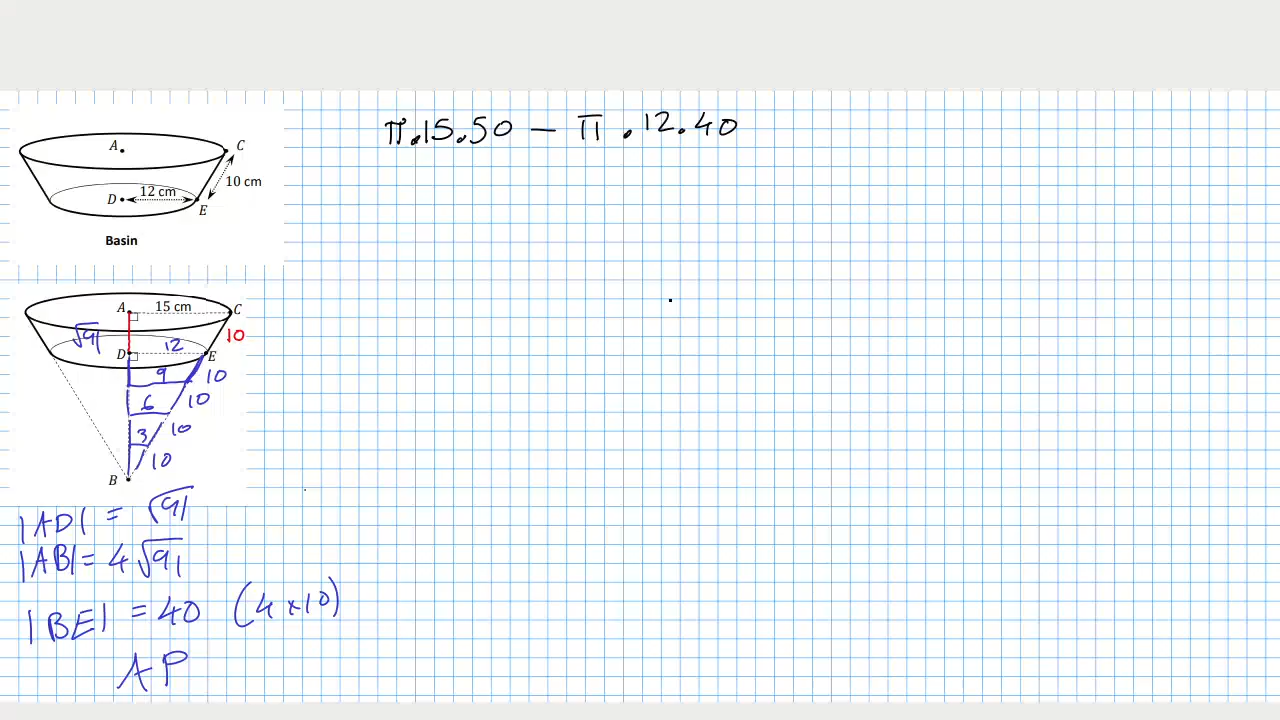 π.15.50 − π.12.40
A
C
10 cm
D
12 cm
E
Basin
A
15 cm
C
√91
10
D
12
E
9
10
6
10
3
10
10
B
|AD| = √91
|AB| = 4√91
|BE| = 40 (4×10)
AP